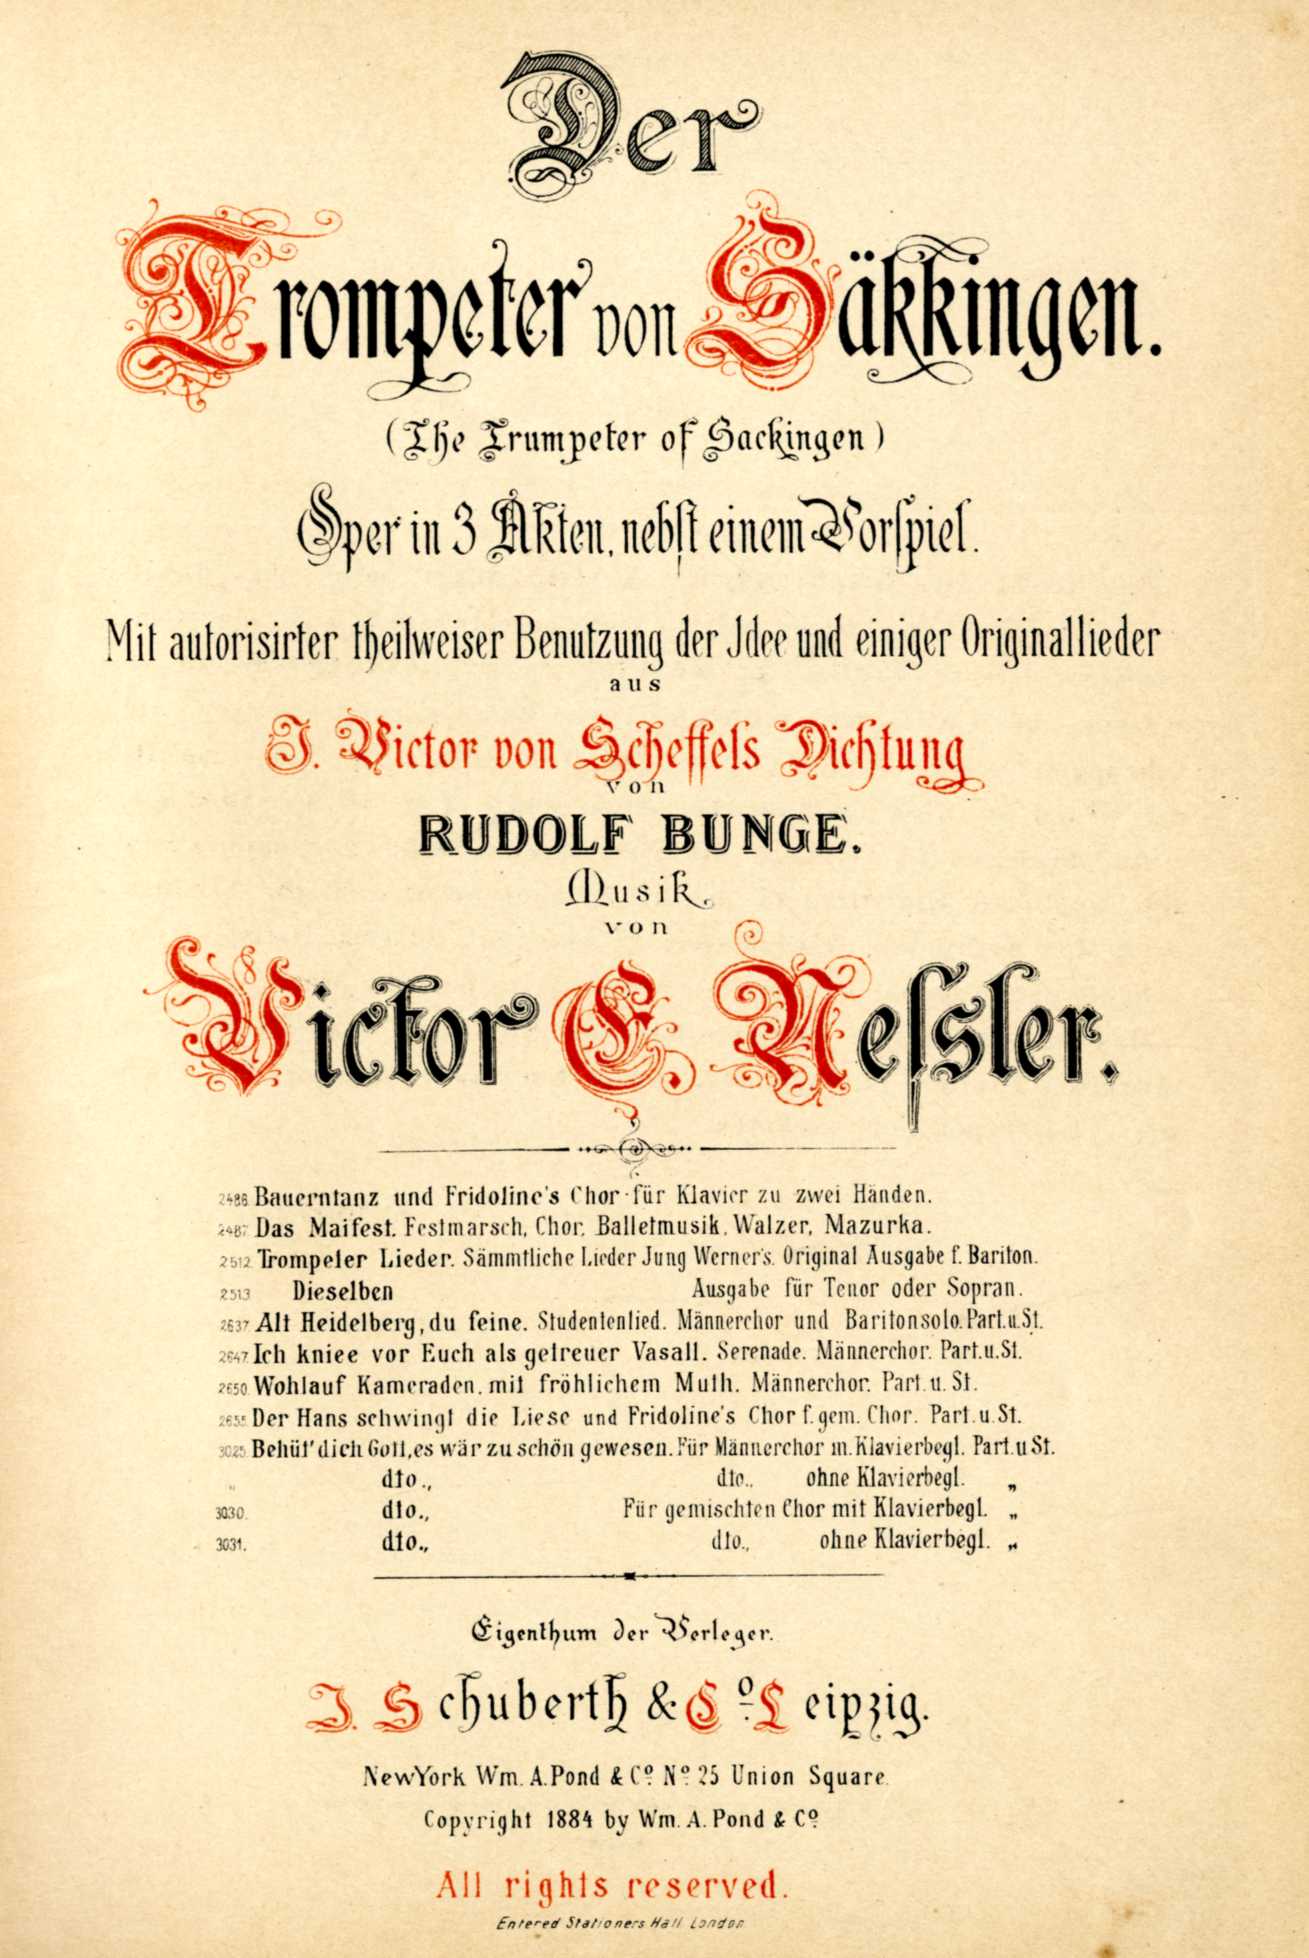 Der
Trompeter von Säkkingen.
(The Trumpeter of Sackingen)
Oper in 3 Akten, nebst einem Vorspiel.
Mit autorisirter theilweiser Benutzung der Idee und einiger Originallieder
aus
J. Victor von Scheffels Dichtung
von
RUDOLF BUNGE.
Musik
von
Victor E. Neſsler.
2486. Bauerntanz und Fridoline's Chor für Klavier zu zwei Händen.
2487. Das Maifest. Festmarsch, Chor, Balletmusik, Walzer, Mazurka.
2512. Trompeter Lieder. Sämmtliche Lieder Jung Werner's. Original Ausgabe f. Bariton.
2513 Dieselben Ausgabe für Tenor oder Sopran.
2637 Alt Heidelberg, du feine. Studentenlied. Männerchor und Baritonsolo. Part. u. St.
2647. Ich kniee vor Euch als getreuer Vasall. Serenade. Männerchor. Part. u. St.
2650. Wohlauf Kameraden, mit fröhlichem Muth. Männerchor. Part. u. St.
2655. Der Hans schwingt die Liese und Fridoline's Chor f. gem. Chor. Part. u. St.
3025. Behüt' dich Gott, es wär zu schön gewesen. Für Männerchor m. Klavierbegl. Part. u St.
„ dto., dto., ohne Klavierbegl. „
3030. dto., Für gemischten Chor mit Klavierbegl. „
3031. dto., dto., ohne Klavierbegl. „
Eigenthum der Verleger.
J. Schuberth & Cº Leipzig.
New York Wm. A. Pond & Cº Nº 25 Union Square.
Copyright 1884 by Wm. A. Pond & Cº
All rights reserved.
Entered Stationers Hall London